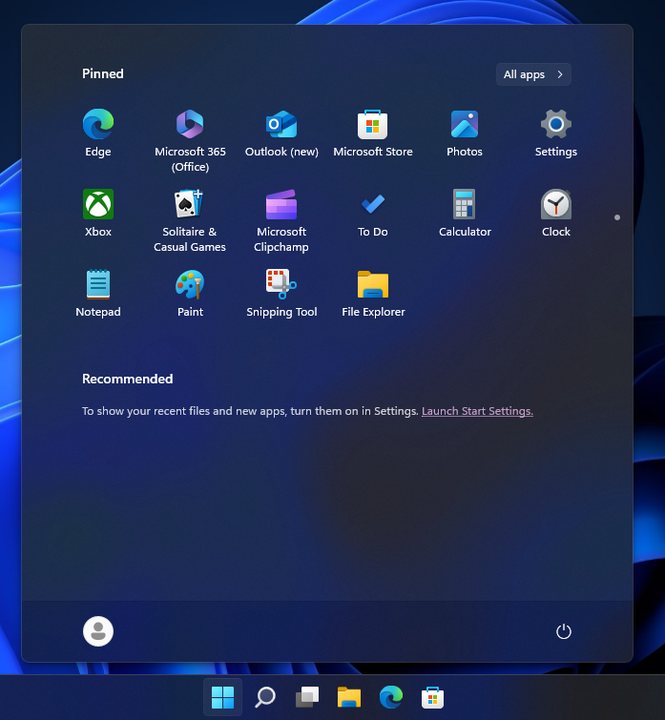 Pinned
All apps
Edge
Microsoft 365
(Office)
Outlook (new)
Microsoft Store
Photos
Settings
Xbox
Solitaire &
Casual Games
Microsoft
Clipchamp
To Do
Calculator
Clock
Notepad
Paint
Snipping Tool
File Explorer
Recommended
To show your recent files and new apps, turn them on in Settings. Launch Start Settings.